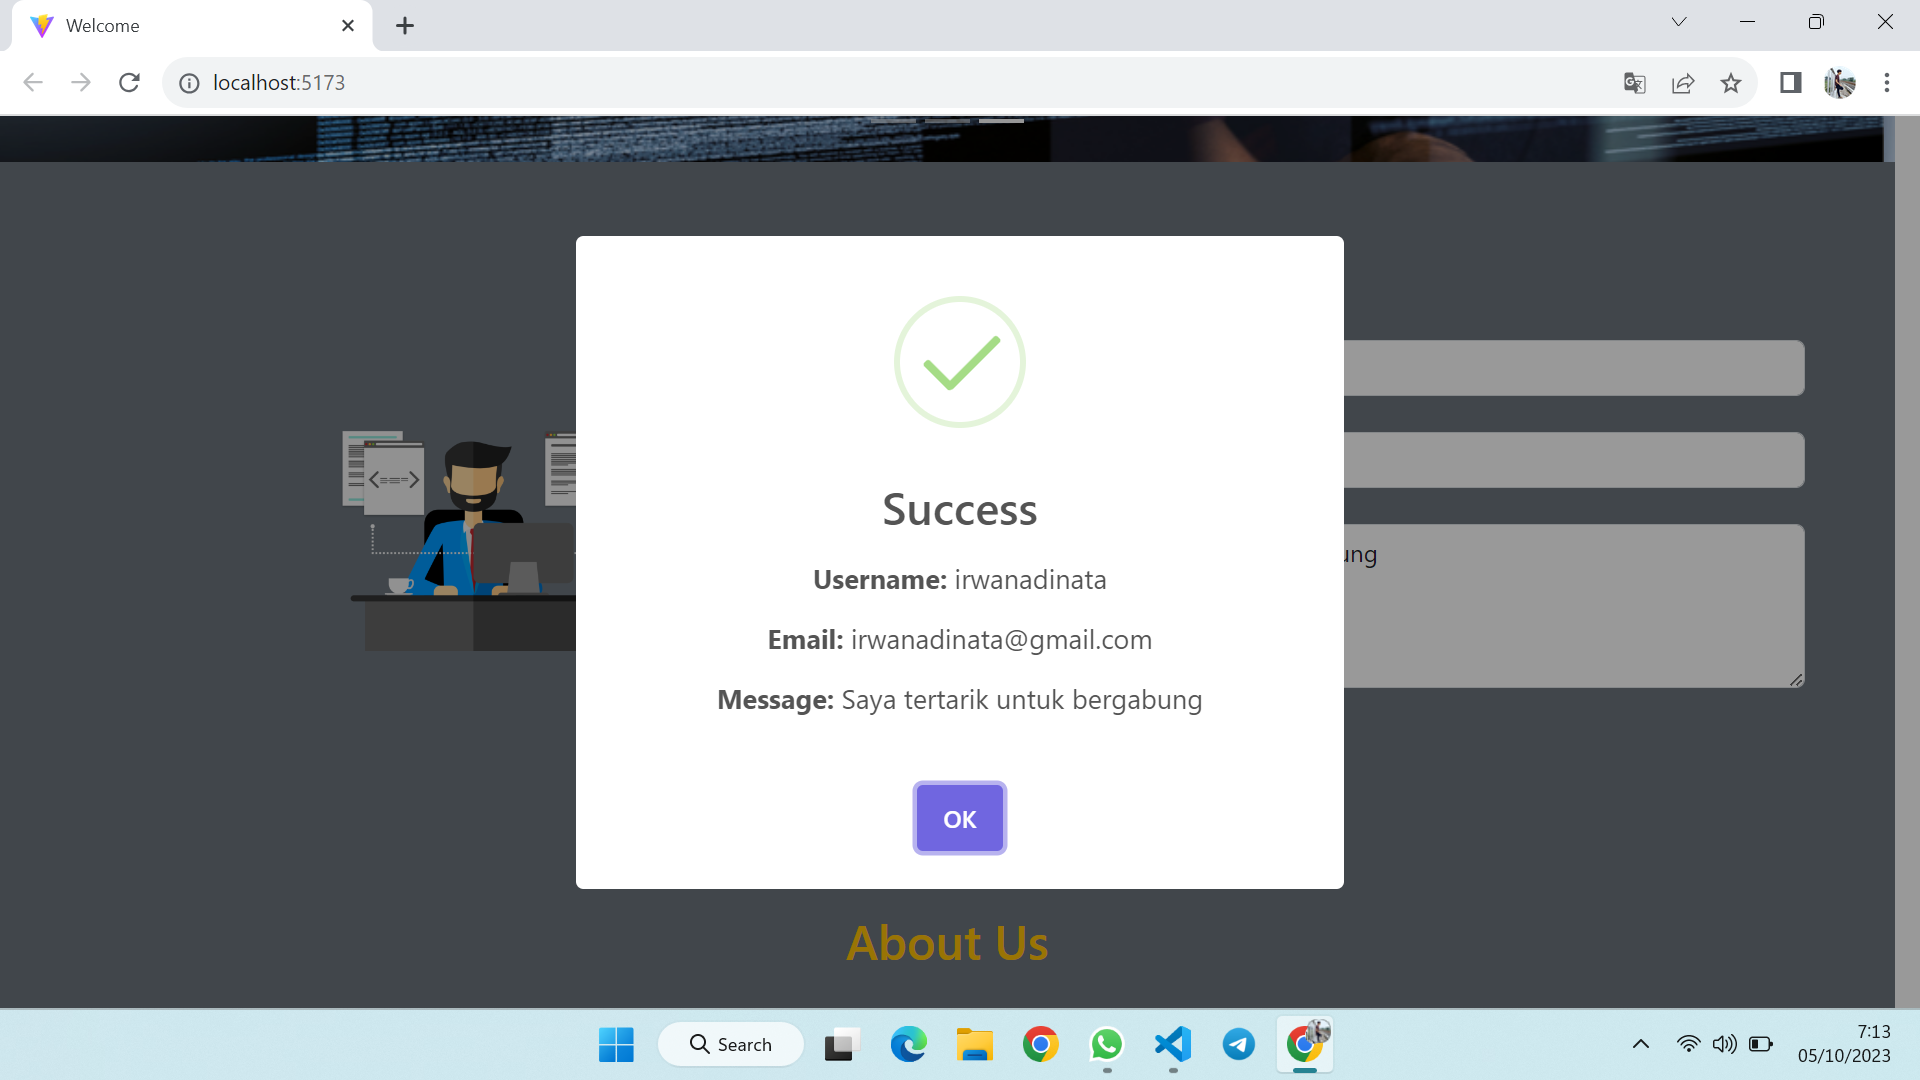 Welcome
localhost:5173
Success
Username: irwanadinata
Email: irwanadinata@gmail.com
Message: Saya tertarik untuk bergabung
ung
OK
About Us
Search
7:13
05/10/2023